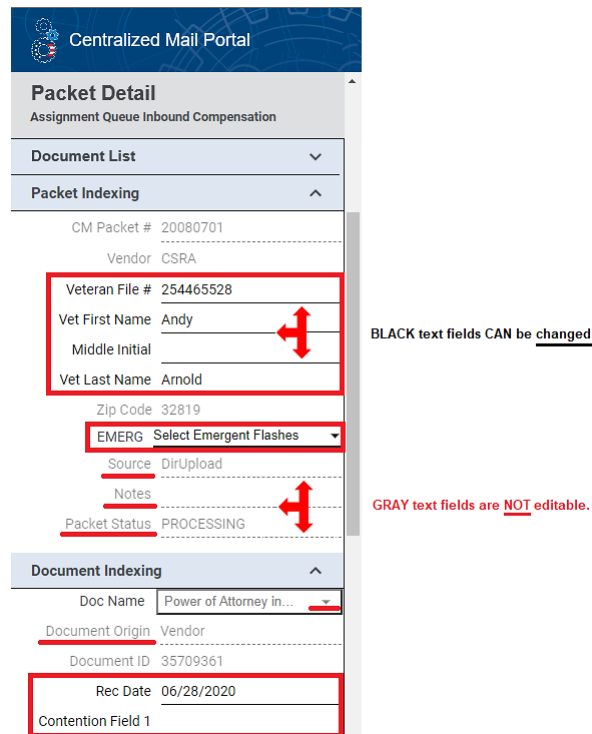 Centralized Mail Portal
Packet Detail
Assignment Queue Inbound Compensation
Document List
Packet Indexing
CM Packet # 20080701
Vendor CSRA
Veteran File # 254465528
Vet First Name Andy
Middle Initial
Vet Last Name Arnold
BLACK text fields CAN be changed
Zip Code 32819
EMERG Select Emergent Flashes
Source DirUpload
Notes
Packet Status PROCESSING
GRAY text fields are NOT editable.
Document Indexing
Doc Name Power of Attorney in...
Document Origin Vendor
Document ID 35709361
Rec Date 06/28/2020
Contention Field 1